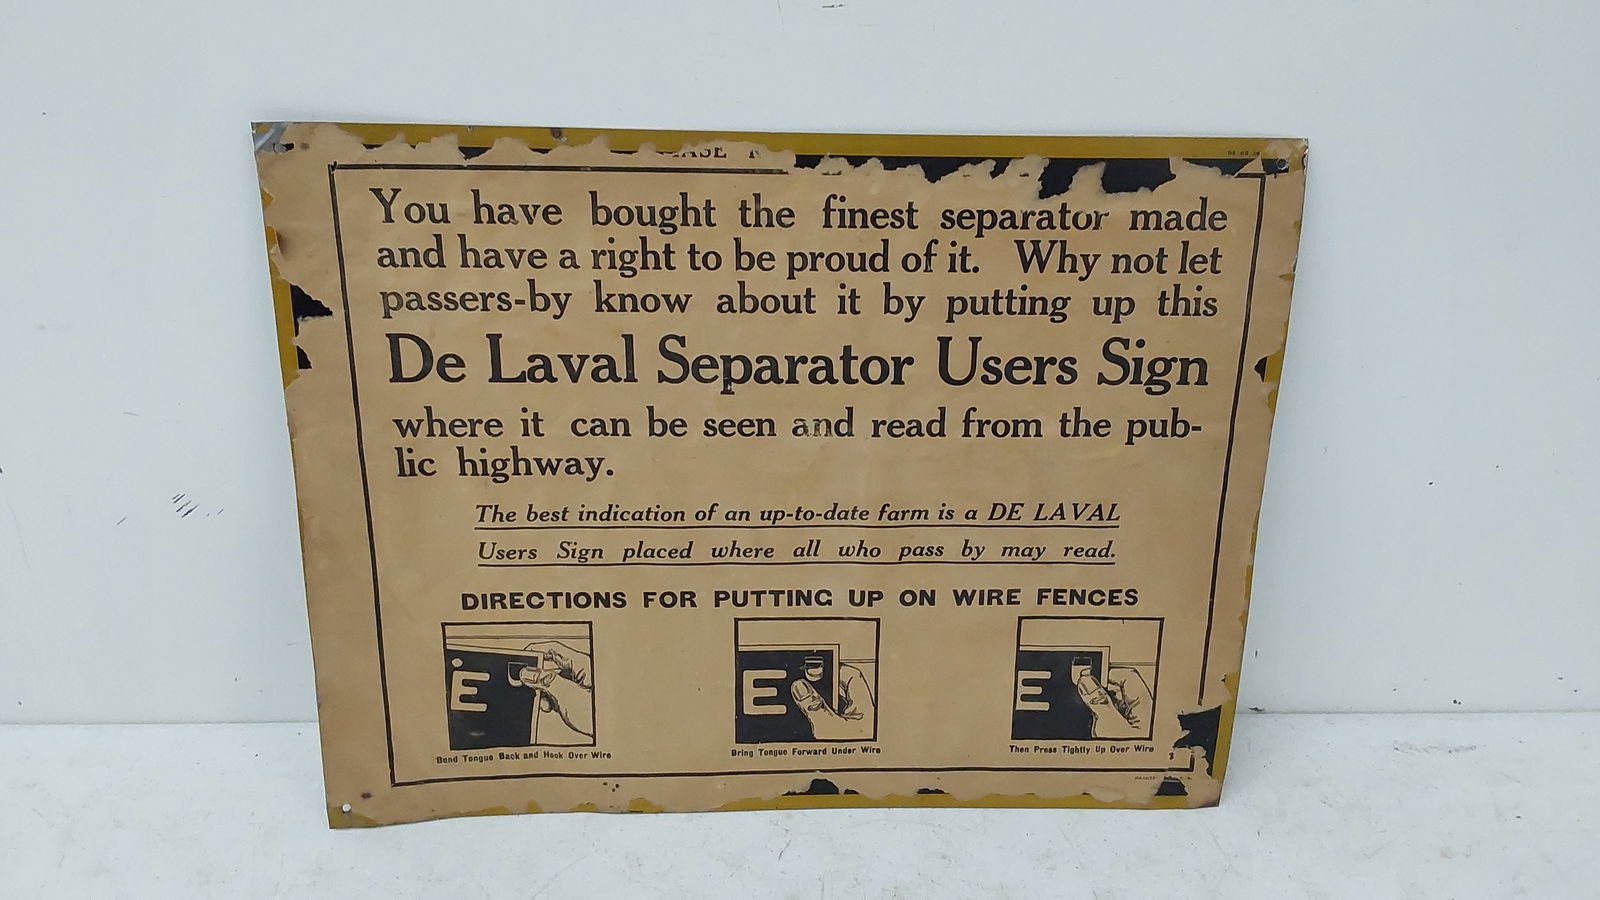 You have bought the finest separator made
and have a right to be proud of it. Why not let
passers-by know about it by putting up this
De Laval Separator Users Sign
where it can be seen and read from the pub-
lic highway.
The best indication of an up-to-date farm is a DE LAVAL
Users Sign placed where all who pass by may read.
DIRECTIONS FOR PUTTING UP ON WIRE FENCES
E E E
Bend Tongue Back and Hook Over Wire
Bring Tongue Forward Under Wire
Then Press Tightly Up Over Wire